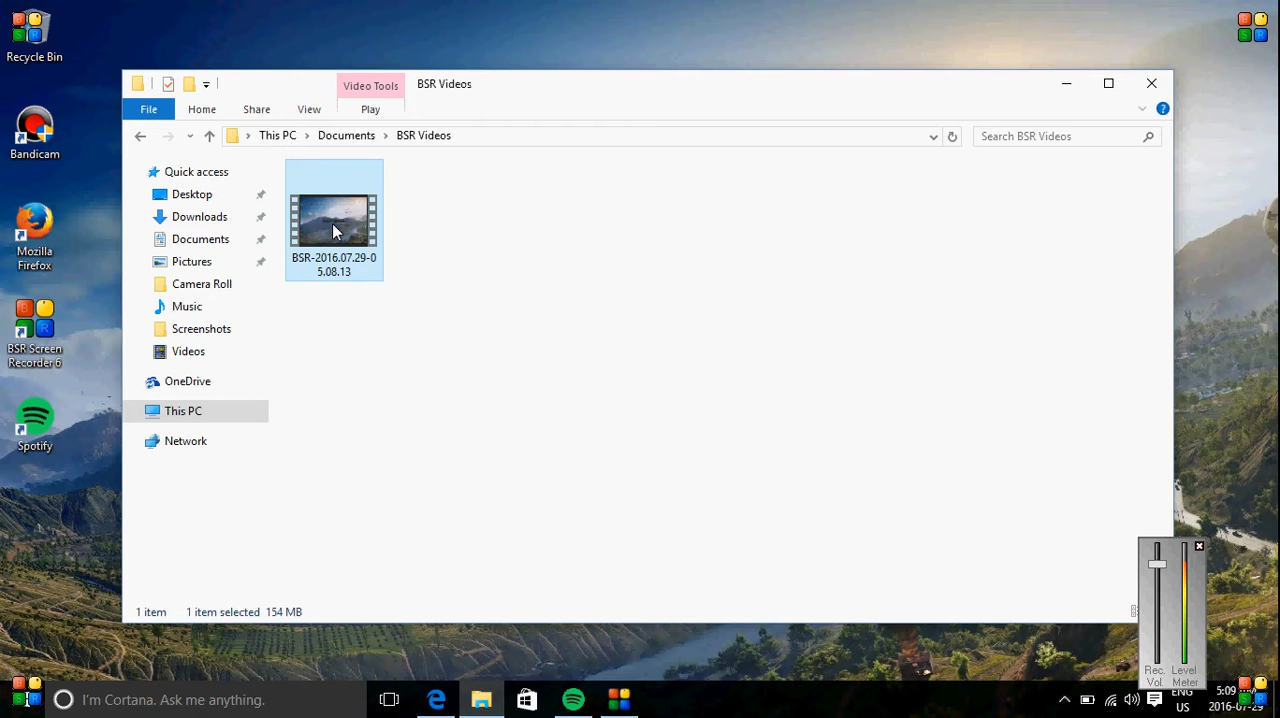 Recycle Bin
Bandicam
Mozilla
Firefox
BSR Screen
Recorder 6
Spotify
Video Tools
BSR Videos
File
Home
Share
View
Play
This PC
Documents
BSR Videos
Search BSR Videos
Quick access
Desktop
Downloads
Documents
Pictures
Camera Roll
Music
Screenshots
Videos
OneDrive
This PC
Network
BSR-2016.07.29-0
5.08.13
1 item
1 item selected 154 MB
Rec. Level
Vol. Meter
I'm Cortana. Ask me anything.
ENG
US
5:09
2016-07-29